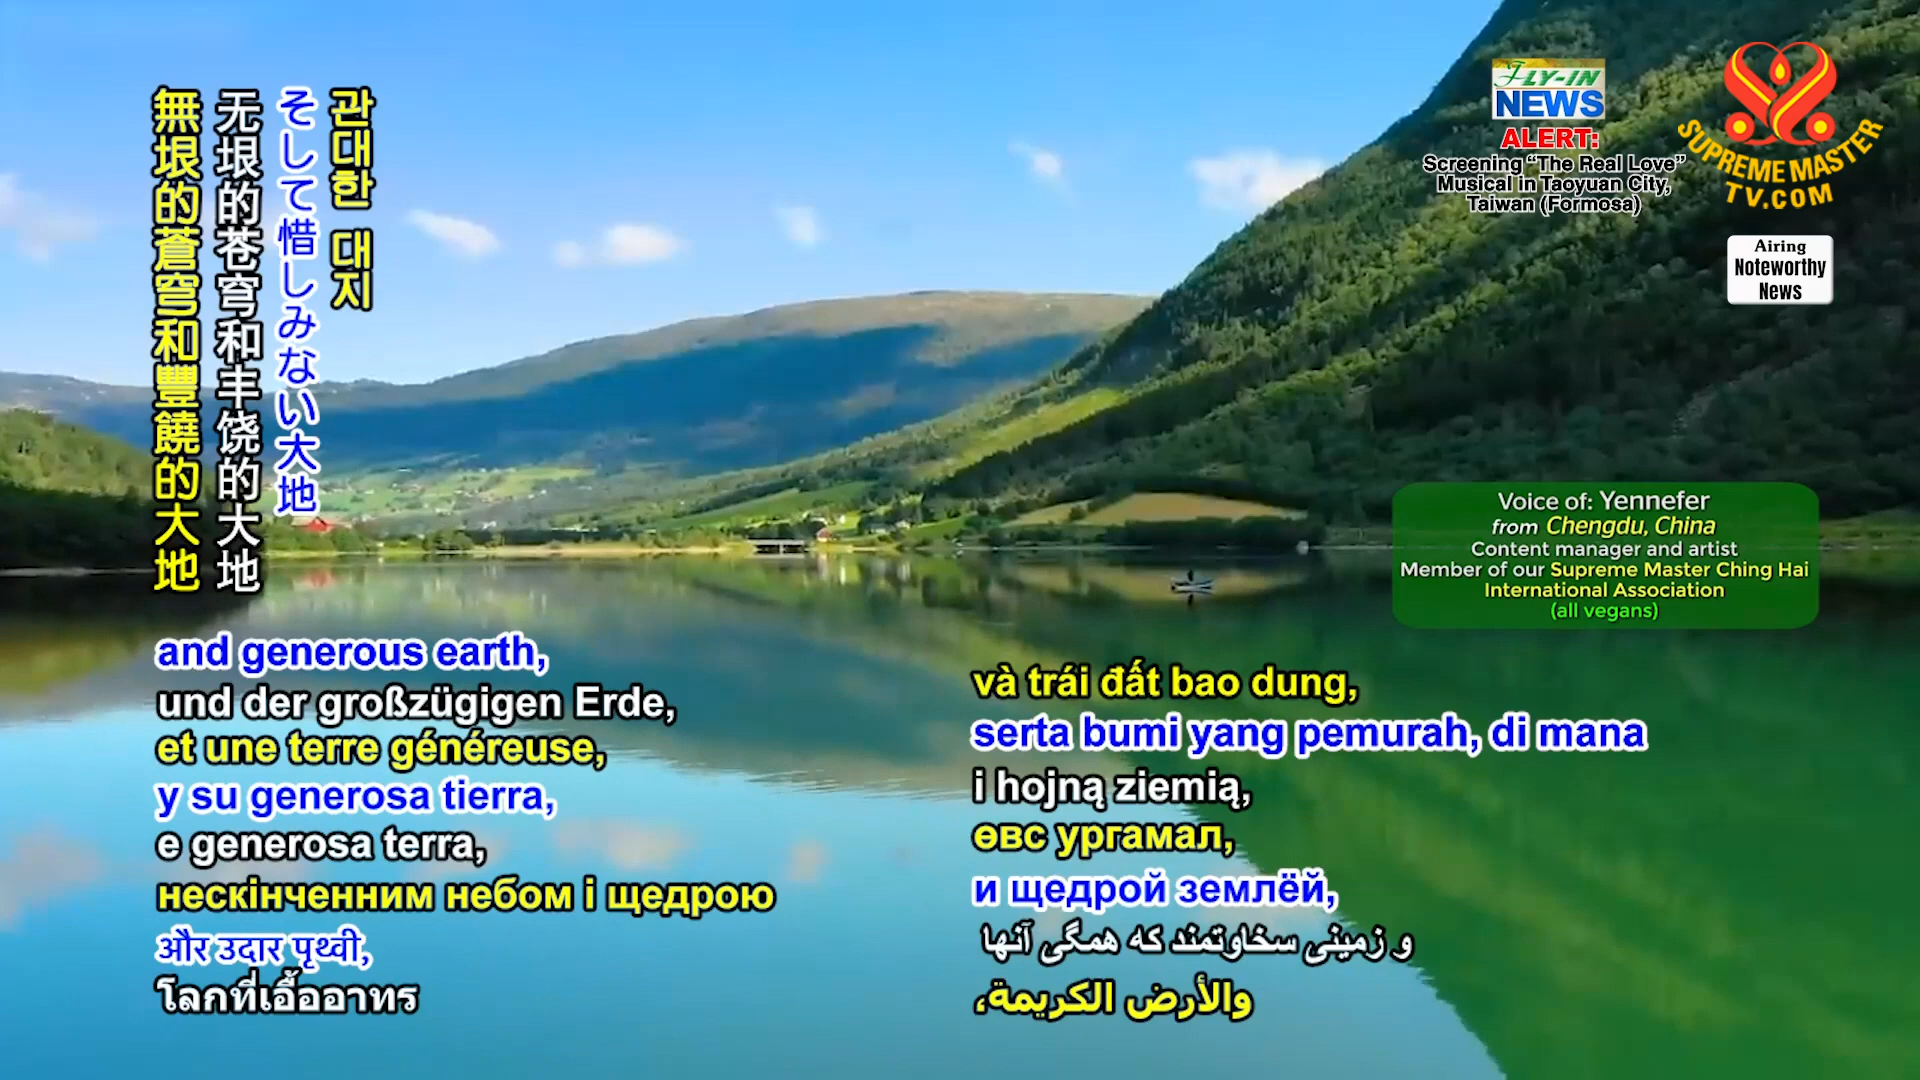 관대한 대지
そして惜しみない大地
无垠的苍穹和丰饶的大地
無垠的蒼穹和豐饒的大地
FLY-IN
NEWS
ALERT:
Screening “The Real Love”
Musical in Taoyuan City,
Taiwan (Formosa)
SUPREME MASTER
TV.COM
Airing
Noteworthy
News
Voice of: Yennefer
from Chengdu, China
Content manager and artist
Member of our Supreme Master Ching Hai
International Association
(all vegans)
and generous earth,
und der großzügigen Erde,
et une terre généreuse,
y su generosa tierra,
e generosa terra,
нескінченним небом і щедрою
और उदार पृथ्वी,
โลกที่เอื้ออาทร
và trái đất bao dung,
serta bumi yang pemurah, di mana
i hojną ziemią,
өвс ургамал,
и щедрой землёй,
و زمینی سخاوتمند که همگی آنها
والأرض الكريمة،